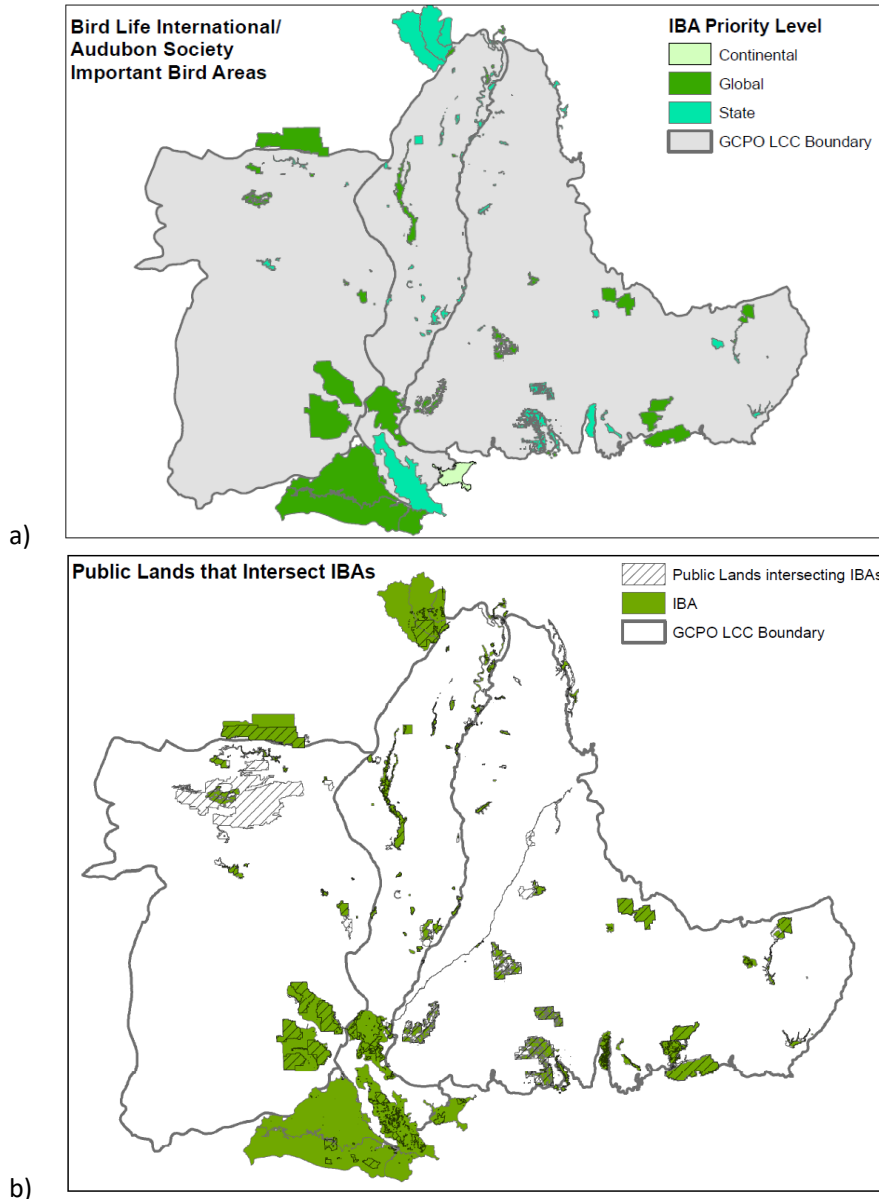 Bird Life International/
Audubon Society
Important Bird Areas
IBA Priority Level
Continental
Global
State
GCPO LCC Boundary
a)
Public Lands that Intersect IBAs
Public Lands intersecting IBAs
IBA
GCPO LCC Boundary
b)